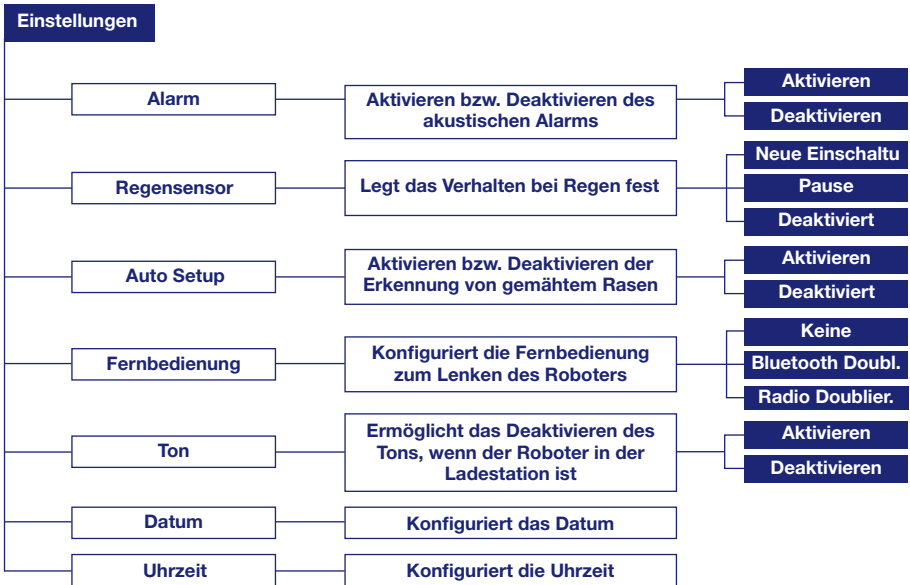 Einstellungen
Alarm
Aktivieren bzw. Deaktivieren des
akustischen Alarms
Aktivieren
Deaktivieren
Regensensor
Legt das Verhalten bei Regen fest
Neue Einschaltu
Pause
Deaktiviert
Auto Setup
Aktivieren bzw. Deaktivieren der
Erkennung von gemähtem Rasen
Aktivieren
Deaktiviert
Fernbedienung
Konfiguriert die Fernbedienung
zum Lenken des Roboters
Keine
Bluetooth Doubl.
Radio Doublier.
Ton
Ermöglicht das Deaktivieren des
Tons, wenn der Roboter in der
Ladestation ist
Aktivieren
Deaktivieren
Datum
Konfiguriert das Datum
Uhrzeit
Konfiguriert die Uhrzeit